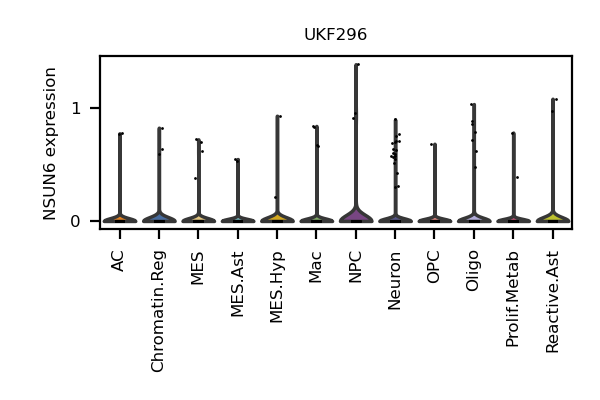 UKF296
NSUN6 expression
1
0
AC
Chromatin.Reg
MES
MES.Ast
MES.Hyp
Mac
NPC
Neuron
OPC
Oligo
Prolif.Metab
Reactive.Ast